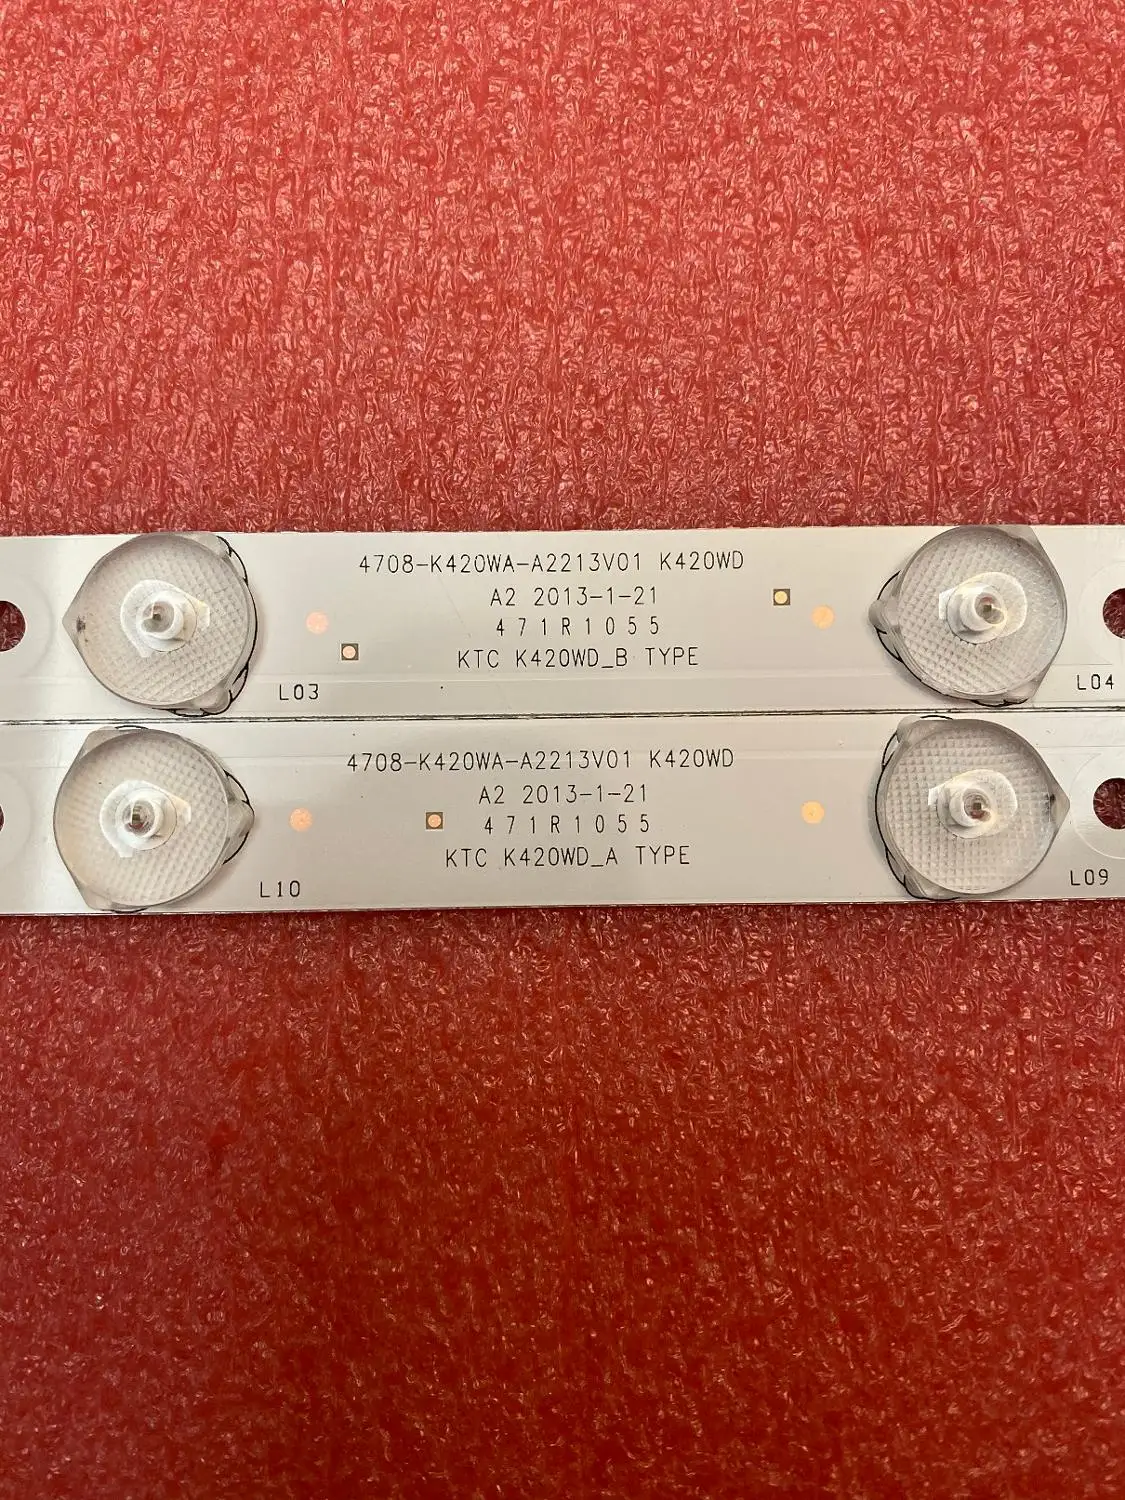 4708-K420WA-A2213V01 K420WD
A2 2013-1-21
471R1055
KTC K420WD_B TYPE
L03
L04
4708-K420WA-A2213V01 K420WD
A2 2013-1-21
471R1055
KTC K420WD_A TYPE
L10
L09